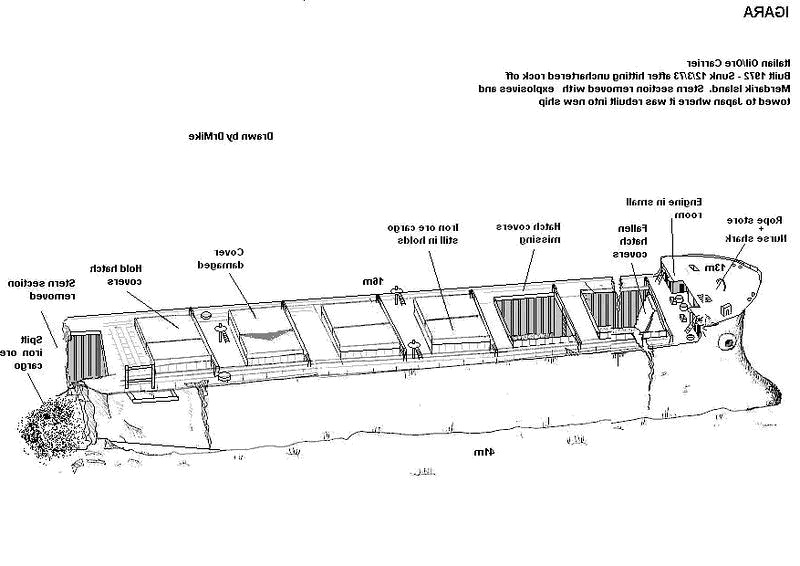 IGARA
Italian Oil/Ore Carrier
Built 1972 - Sunk 12/3/73 after hitting unchartered rock off
Merdarik Island. Stern section removed with explosives and
towed to Japan where it was rebuilt into new ship
Drawn by DrMike
Rope store
+
Nurse shark
Engine in small
room
Fallen
hatch
covers
Hatch covers
missing
Iron ore cargo
still in holds
Cover
damaged
Hold hatch
covers
Stern section
removed
Spilt
iron ore
cargo
13m
16m
41m